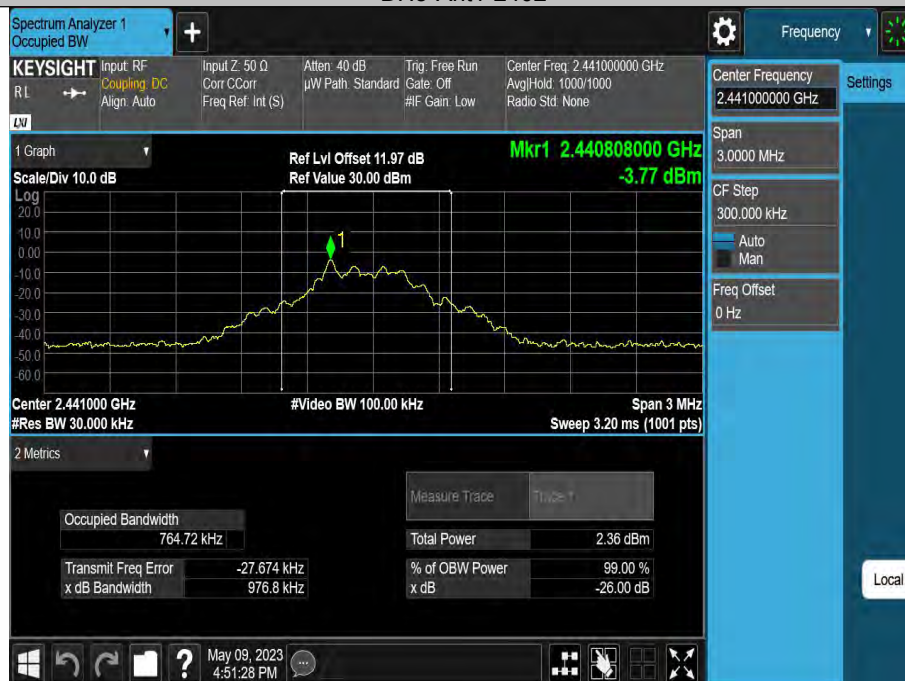 Spectrum Analyzer 1
Occupied BW
+
Frequency
KEYSIGHT
RL
LXI
Input: RF
Coupling: DC
Align: Auto
Input Z: 50 Ω
Corr CCorr
Freq Ref: Int (S)
Atten: 40 dB
µW Path: Standard
Trig: Free Run
Gate: Off
#IF Gain: Low
Center Freq: 2.441000000 GHz
Avg|Hold: 1000/1000
Radio Std: None
Center Frequency
2.441000000 GHz
Settings
Span
3.0000 MHz
CF Step
300.000 kHz
Auto
Man
Freq Offset
0 Hz
1 Graph
Scale/Div 10.0 dB
Ref Lvl Offset 11.97 dB
Ref Value 30.00 dBm
Mkr1 2.440808000 GHz
-3.77 dBm
Log
20.0
10.0
0.00
-10.0
-20.0
-30.0
-40.0
-50.0
-60.0
1
Center 2.441000 GHz
#Res BW 30.000 kHz
#Video BW 100.00 kHz
Span 3 MHz
Sweep 3.20 ms (1001 pts)
2 Metrics
Measure Trace
Trace 1
Occupied Bandwidth
764.72 kHz
Total Power
2.36 dBm
Transmit Freq Error
-27.674 kHz
% of OBW Power
99.00 %
x dB Bandwidth
976.8 kHz
x dB
-26.00 dB
Local
?
May 09, 2023
4:51:28 PM